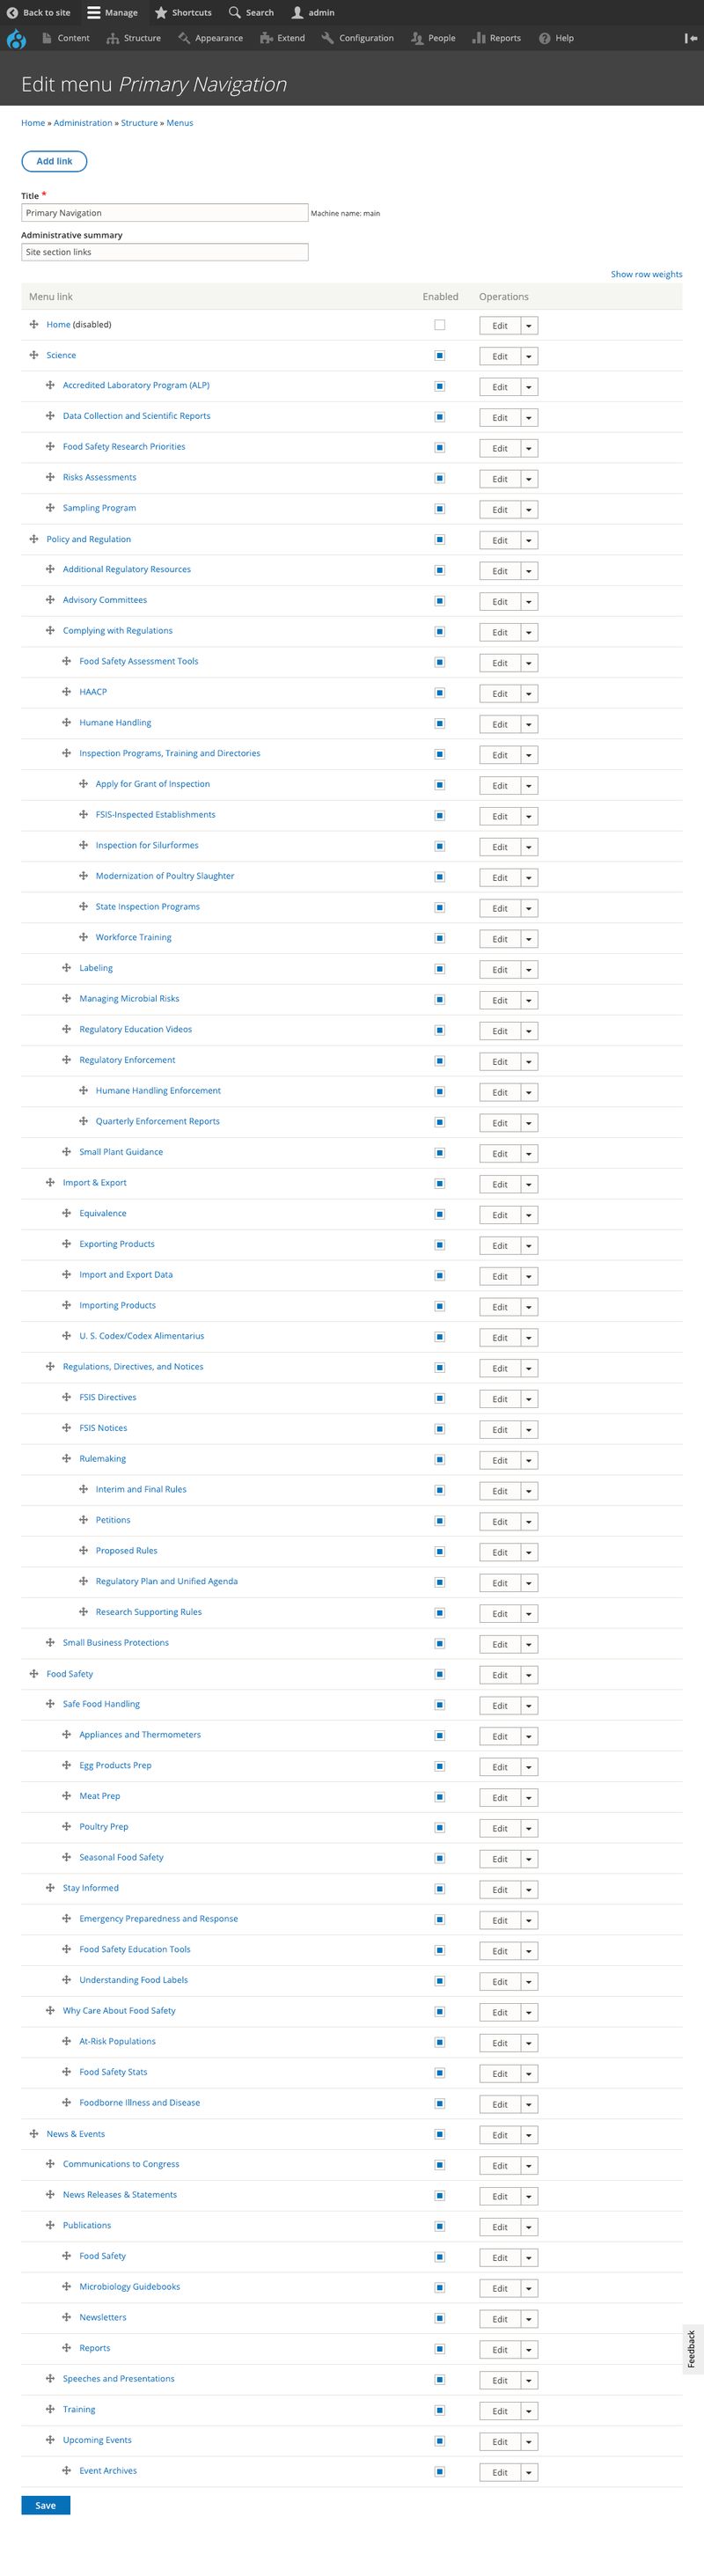 Back to site Manage Shortcuts Search admin
Content Structure Appearance Extend Configuration People Reports Help
Edit menu Primary Navigation
Home » Administration » Structure » Menus
Add link
Title *
Primary Navigation Machine name: main
Administrative summary
Site section links
Show row weights
Menu link Enabled Operations
Home (disabled) Edit
Science Edit
Accredited Laboratory Program (ALP) Edit
Data Collection and Scientific Reports Edit
Food Safety Research Priorities Edit
Risks Assessments Edit
Sampling Program Edit
Policy and Regulation Edit
Additional Regulatory Resources Edit
Advisory Committees Edit
Complying with Regulations Edit
Food Safety Assessment Tools Edit
HAACP Edit
Humane Handling Edit
Inspection Programs, Training and Directories Edit
Apply for Grant of Inspection Edit
FSIS-Inspected Establishments Edit
Inspection for Silurformes Edit
Modernization of Poultry Slaughter Edit
State Inspection Programs Edit
Workforce Training Edit
Labeling Edit
Managing Microbial Risks Edit
Regulatory Education Videos Edit
Regulatory Enforcement Edit
Humane Handling Enforcement Edit
Quarterly Enforcement Reports Edit
Small Plant Guidance Edit
Import & Export Edit
Equivalence Edit
Exporting Products Edit
Import and Export Data Edit
Importing Products Edit
U. S. Codex/Codex Alimentarius Edit
Regulations, Directives, and Notices Edit
FSIS Directives Edit
FSIS Notices Edit
Rulemaking Edit
Interim and Final Rules Edit
Petitions Edit
Proposed Rules Edit
Regulatory Plan and Unified Agenda Edit
Research Supporting Rules Edit
Small Business Protections Edit
Food Safety Edit
Safe Food Handling Edit
Appliances and Thermometers Edit
Egg Products Prep Edit
Meat Prep Edit
Poultry Prep Edit
Seasonal Food Safety Edit
Stay Informed Edit
Emergency Preparedness and Response Edit
Food Safety Education Tools Edit
Understanding Food Labels Edit
Why Care About Food Safety Edit
At-Risk Populations Edit
Food Safety Stats Edit
Foodborne Illness and Disease Edit
News & Events Edit
Communications to Congress Edit
News Releases & Statements Edit
Publications Edit
Food Safety Edit
Microbiology Guidebooks Edit
Newsletters Edit
Reports Edit
Feedback
Speeches and Presentations Edit
Training Edit
Upcoming Events Edit
Event Archives Edit
Save